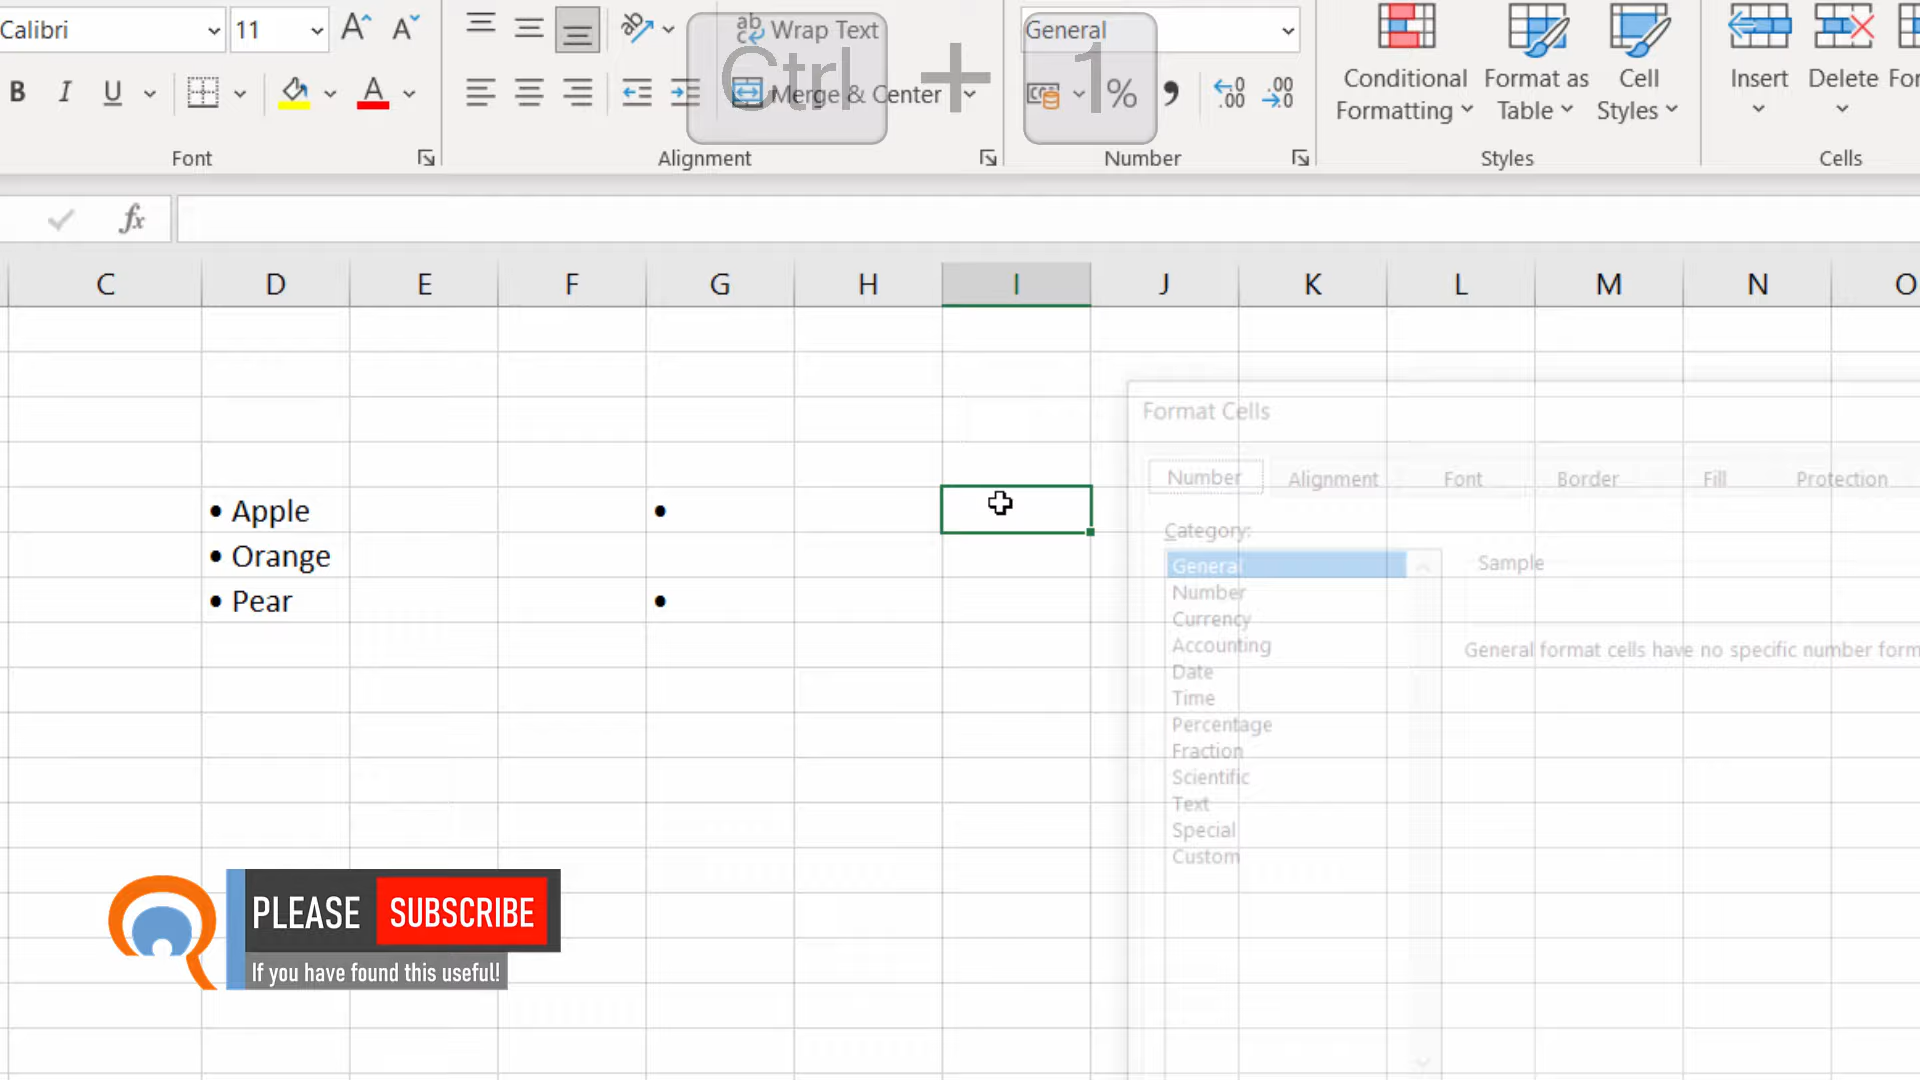 Calibri 11 Wrap Text General
Ctrl + 1
B I U A Merge & Center % Conditional Formatting Format as Table Cell Styles Insert Delete
Font Alignment Number Styles Cells
fx
C D E F G H I J K L M N O
Format Cells
Number Alignment Font Border Fill Protection
• Apple •
• Orange
• Pear •
Category:
General
Number
Currency
Accounting
Date
Time
Percentage
Fraction
Scientific
Text
Special
Custom
Sample
General format cells have no specific number form
PLEASE SUBSCRIBE
If you have found this useful!